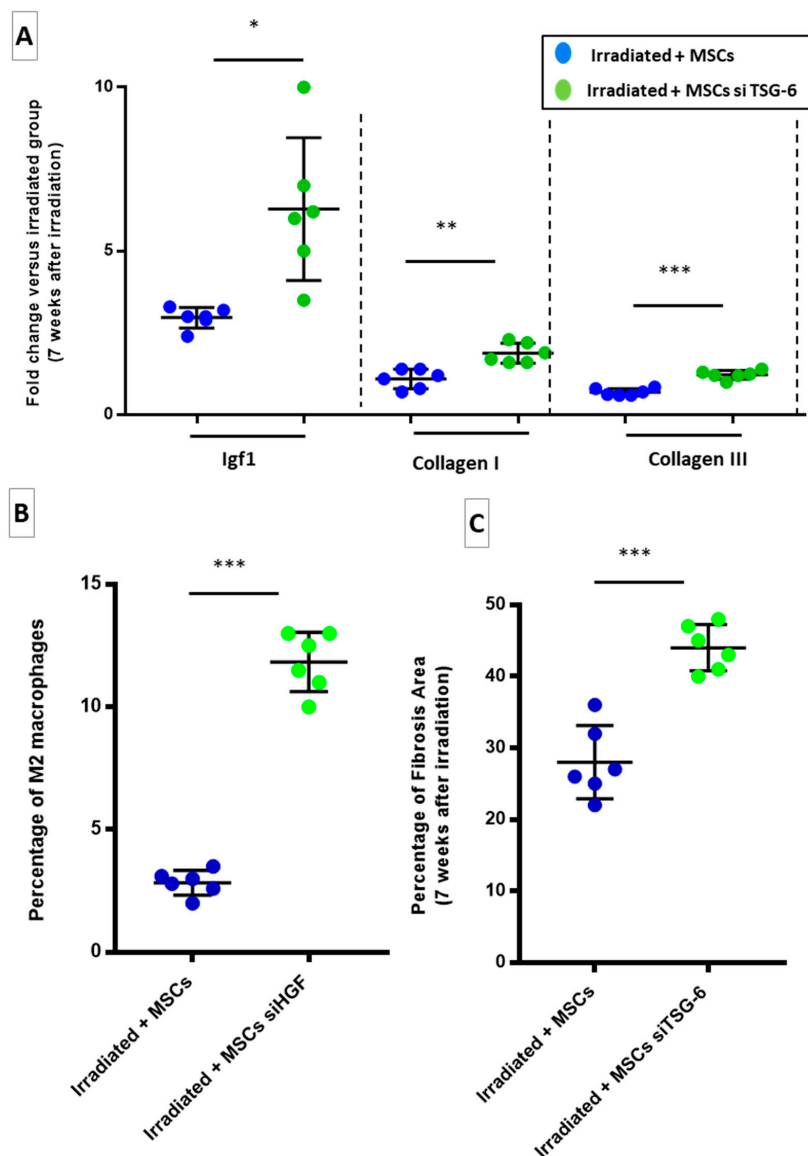 A
*
Irradiated + MSCs
Irradiated + MSCs si TSG-6
Fold change versus irradiated group
(7 weeks after irradiation)
10
5
0
**
***
Igf1
Collagen I
Collagen III
B
***
Percentage of M2 macrophages
15
10
5
0
Irradiated + MSCs
Irradiated + MSCs siHGF
C
***
Percentage of Fibrosis Area
(7 weeks after irradiation)
50
40
30
20
10
0
Irradiated + MSCs
Irradiated + MSCs siTSG-6